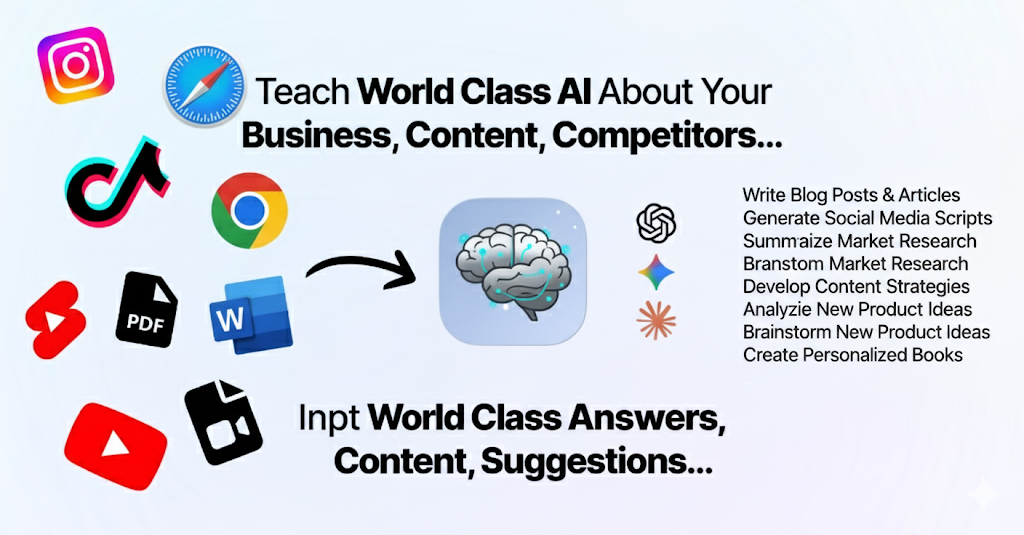 Teach World Class AI About Your
Business, Content, Competitors...
PDF
W
Write Blog Posts & Articles
Generate Social Media Scripts
Summaize Market Research
Branstom Market Research
Develop Content Strategies
Analyzie New Product Ideas
Brainstorm New Product Ideas
Create Personalized Books
Inpt World Class Answers,
Content, Suggestions...